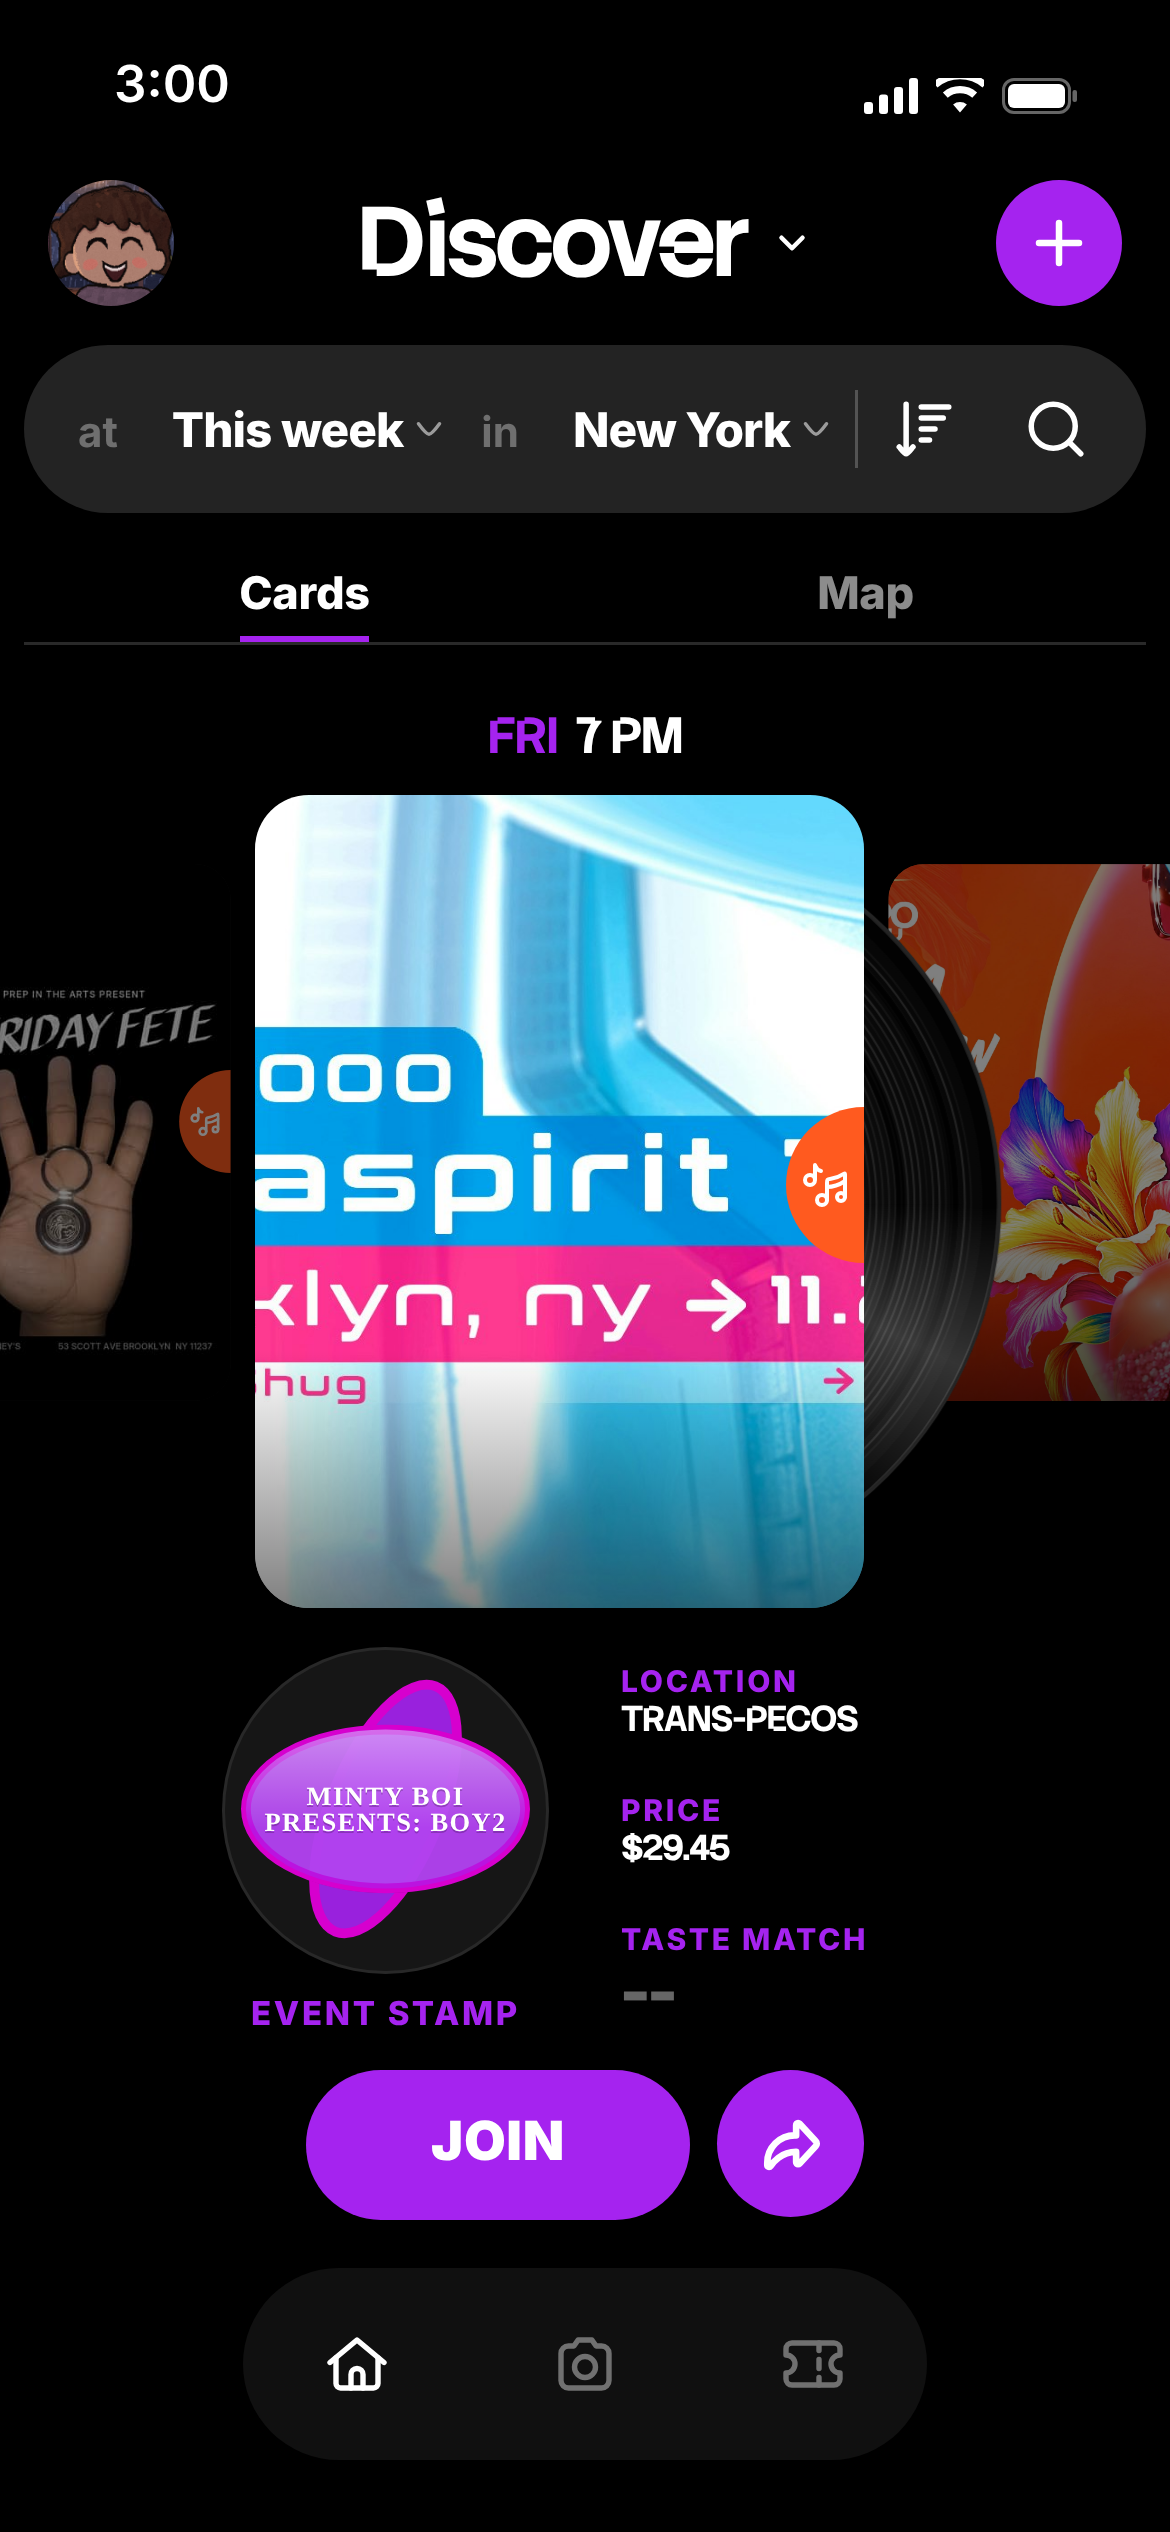 3:00
Discover
at This week in New York
Cards Map
FRI 7 PM
PREP IN THE ARTS PRESENT
RIDAY FETE
53 SCOTT AVE BROOKLYN NY 11237
ooo
aspirit
klyn, ny → 11.
hug →
MINTY BOI
PRESENTS: BOY2
EVENT STAMP
LOCATION
TRANS-PECOS
PRICE
$29.45
TASTE MATCH
--
JOIN